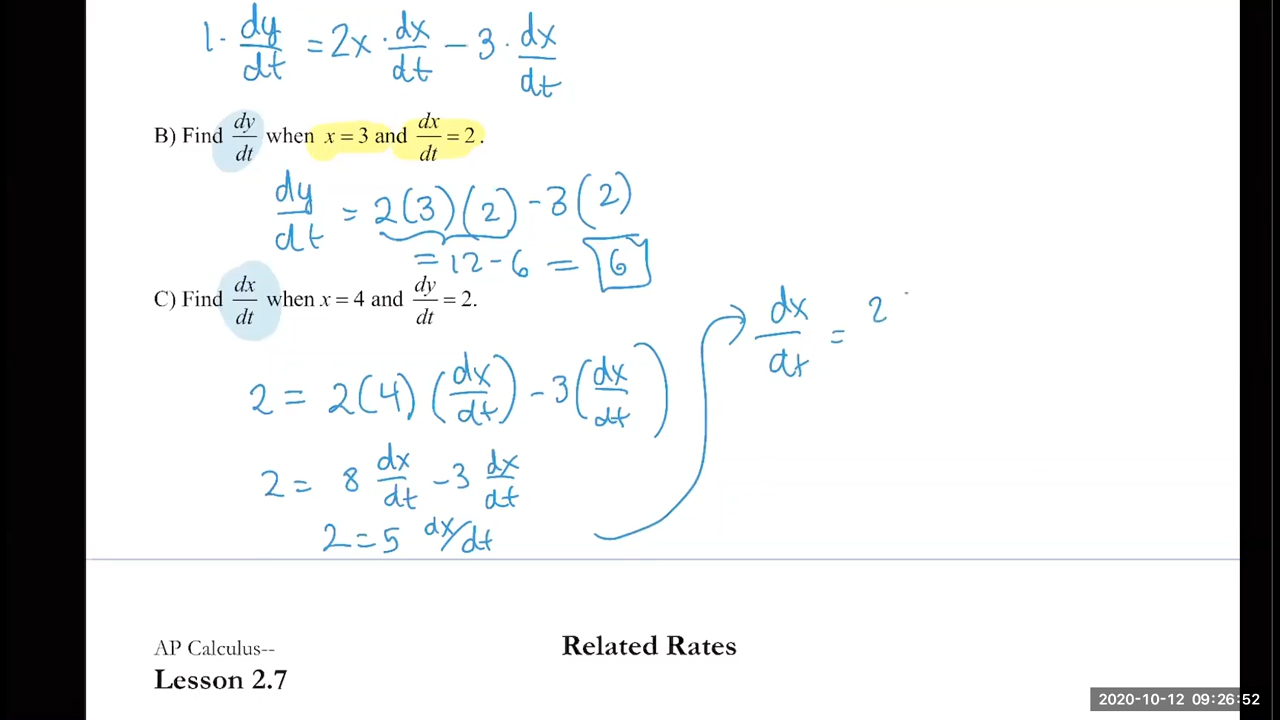 1 · dy/dt = 2x · dx/dt − 3 · dx/dt
B) Find dy/dt when x = 3 and dx/dt = 2.
dy/dt = 2(3)(2) − 3(2)
= 12 − 6 = 6
C) Find dx/dt when x = 4 and dy/dt = 2.
2 = 2(4)(dx/dt) − 3(dx/dt)
2 = 8 dx/dt − 3 dx/dt
2 = 5 dx/dt
dx/dt = 2
AP Calculus--
Related Rates
Lesson 2.7
2020-10-12 09:26:52